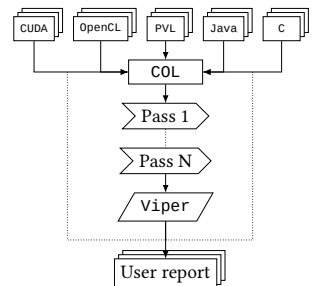 CUDA OpenCL PVL Java C
COL
Pass 1
Pass N
Viper
User report